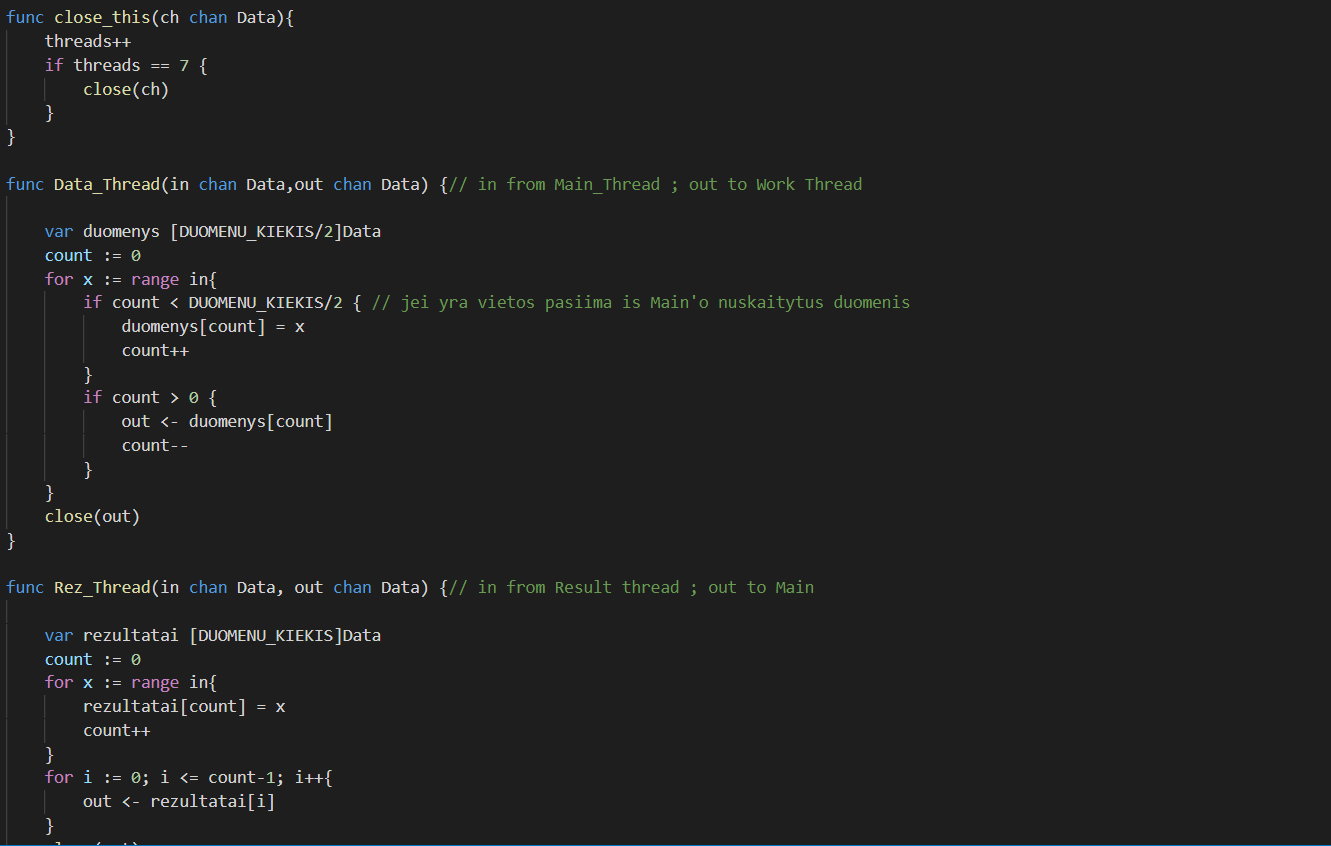 func close_this(ch chan Data){
    threads++
    if threads == 7 {
        close(ch)
    }
}
func Data_Thread(in chan Data,out chan Data) {// in from Main_Thread ; out to Work Thread
    var duomenys [DUOMENU_KIEKIS/2]Data
    count := 0
    for x := range in{
        if count < DUOMENU_KIEKIS/2 { // jei yra vietos pasiima is Main'o nuskaitytus duomenis
            duomenys[count] = x
            count++
        }
        if count > 0 {
            out <- duomenys[count]
            count--
        }
    }
    close(out)
}
func Rez_Thread(in chan Data, out chan Data) {// in from Result thread ; out to Main
    var rezultatai [DUOMENU_KIEKIS]Data
    count := 0
    for x := range in{
        rezultatai[count] = x
        count++
    }
    for i := 0; i <= count-1; i++{
        out <- rezultatai[i]
    }